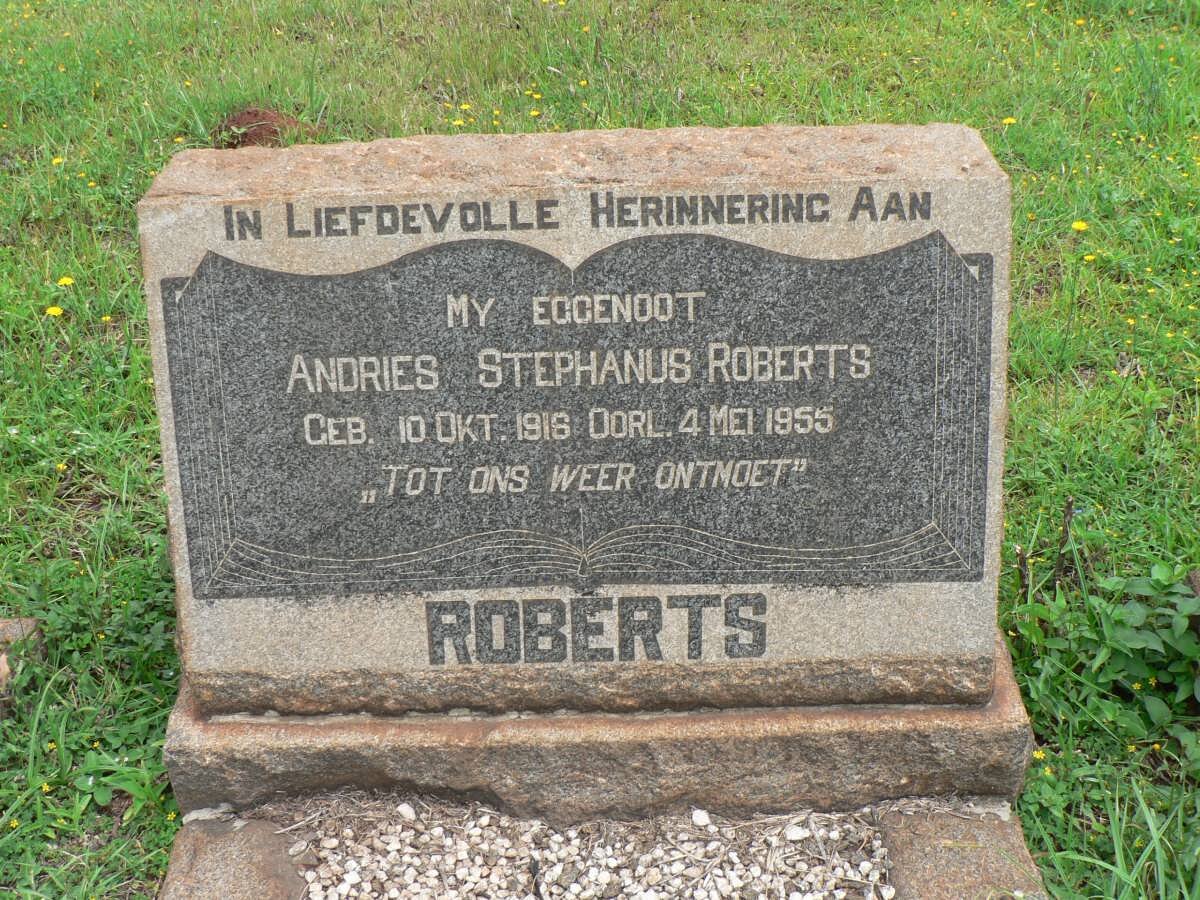 IN LIEFDEVOLLE HERINNERING AAN
MY EGGENOOT
ANDRIES STEPHANUS ROBERTS
GEB. 10 OKT. 1916 OORL. 4 MEI 1955
„TOT ONS WEER ONTMOET"
ROBERTS